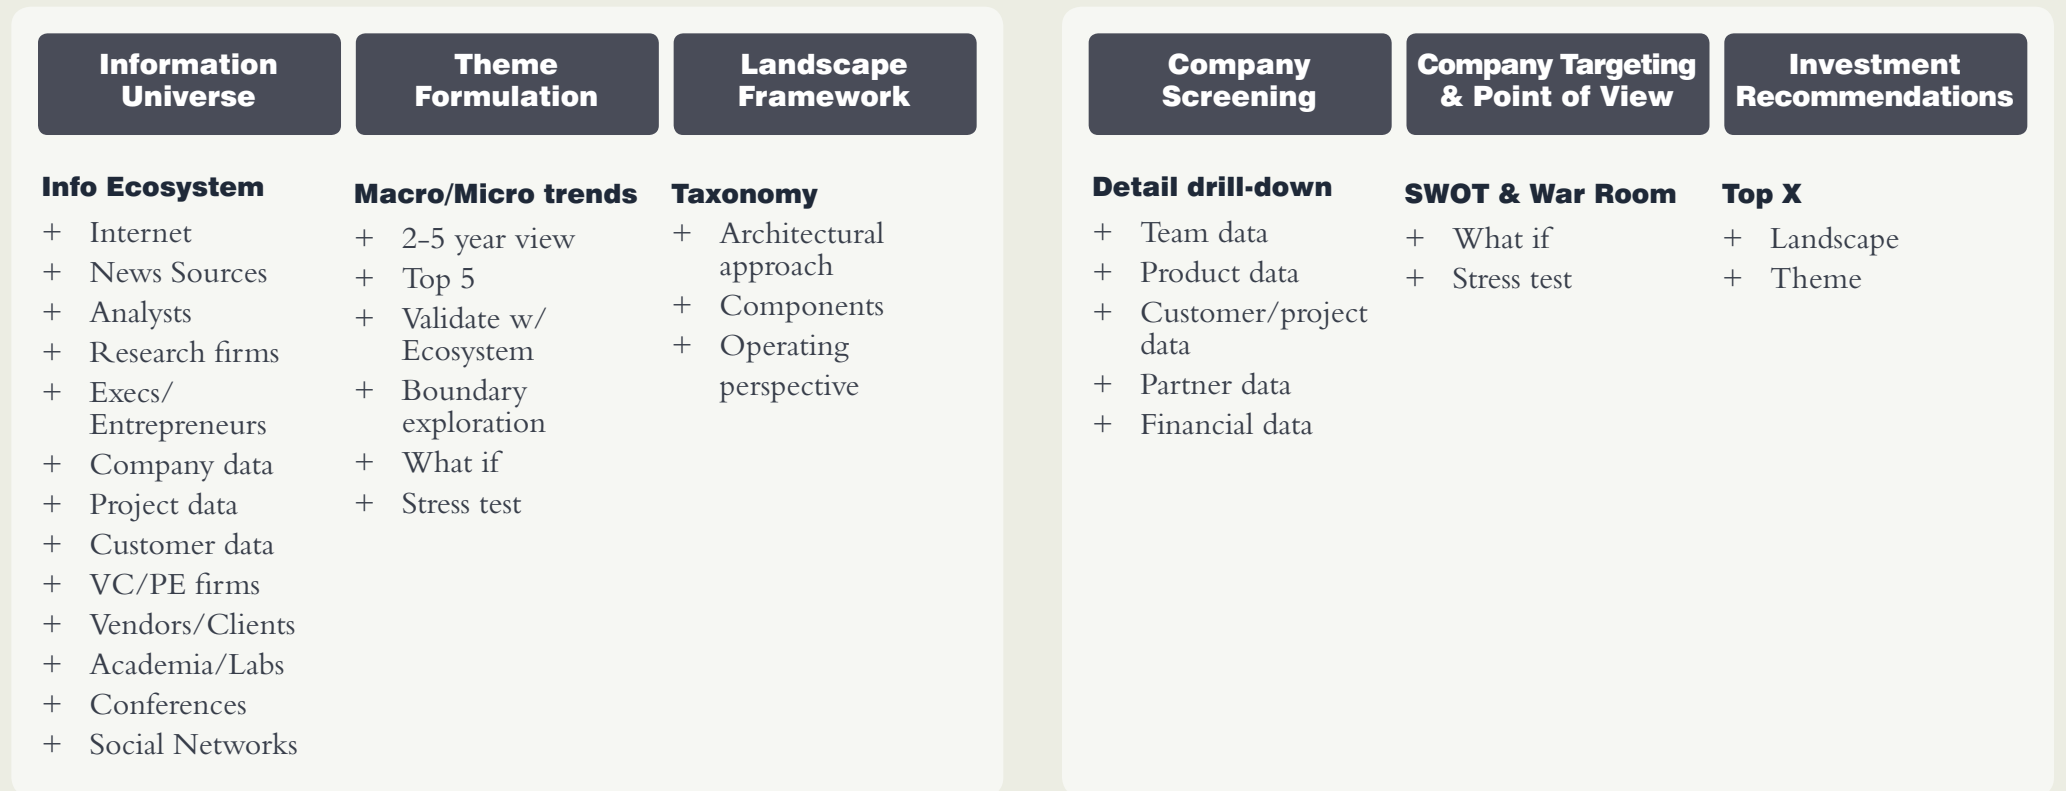 Information
Universe
Info Ecosystem
+ Internet
+ News Sources
+ Analysts
+ Research firms
+ Execs/
Entrepreneurs
+ Company data
+ Project data
+ Customer data
+ VC/PE firms
+ Vendors/Clients
+ Academia/Labs
+ Conferences
+ Social Networks
Theme
Formulation
Macro/Micro trends
+ 2-5 year view
+ Top 5
+ Validate w/
Ecosystem
+ Boundary
exploration
+ What if
+ Stress test
Landscape
Framework
Taxonomy
+ Architectural
approach
+ Components
+ Operating
perspective
Company
Screening
Detail drill-down
+ Team data
+ Product data
+ Customer/project
data
+ Partner data
+ Financial data
Company Targeting
& Point of View
SWOT & War Room
+ What if
+ Stress test
Investment
Recommendations
Top X
+ Landscape
+ Theme